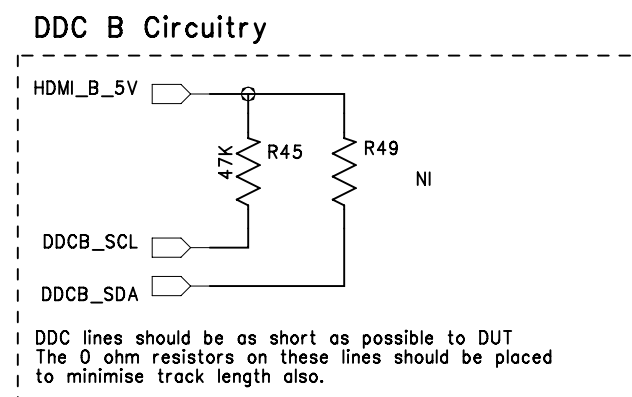 DDC B Circuitry
HDMI_B_5V
47K
R45
R49
NI
DDCB_SCL
DDCB_SDA
DDC lines should be as short as possible to DUT
The 0 ohm resistors on these lines should be placed
to minimise track length also.